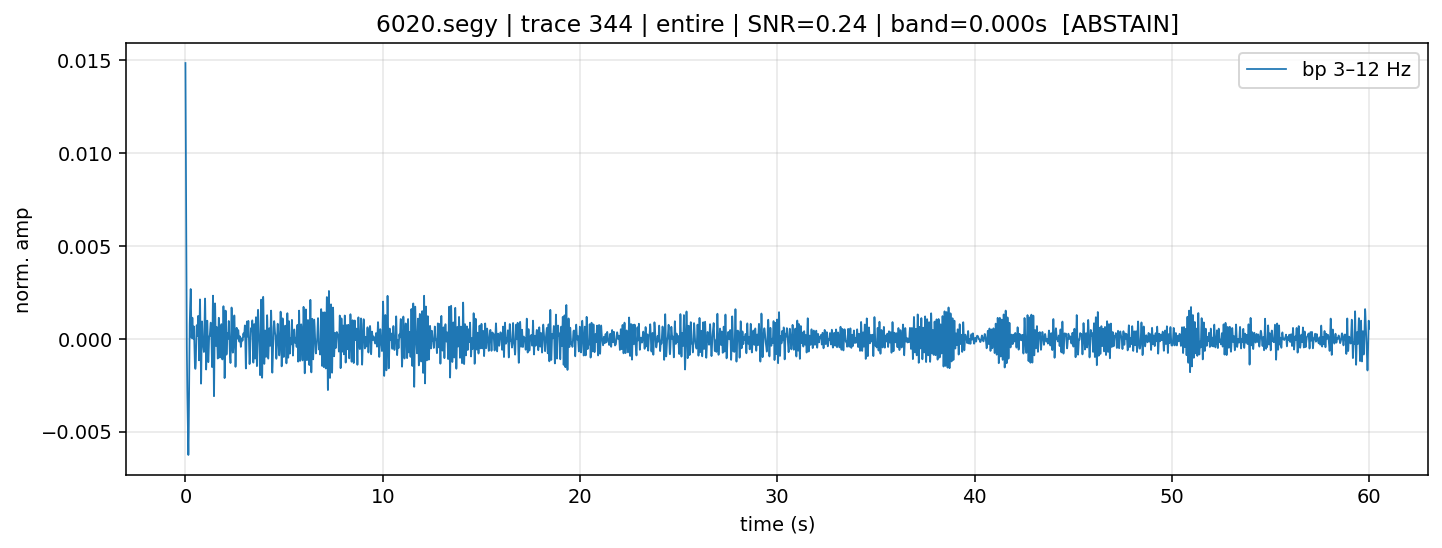 6020.segy | trace 344 | entire | SNR=0.24 | band=0.000s  [ABSTAIN]
bp 3–12 Hz
norm. amp
0.015
0.010
0.005
0.000
−0.005
0 10 20 30 40 50 60
time (s)